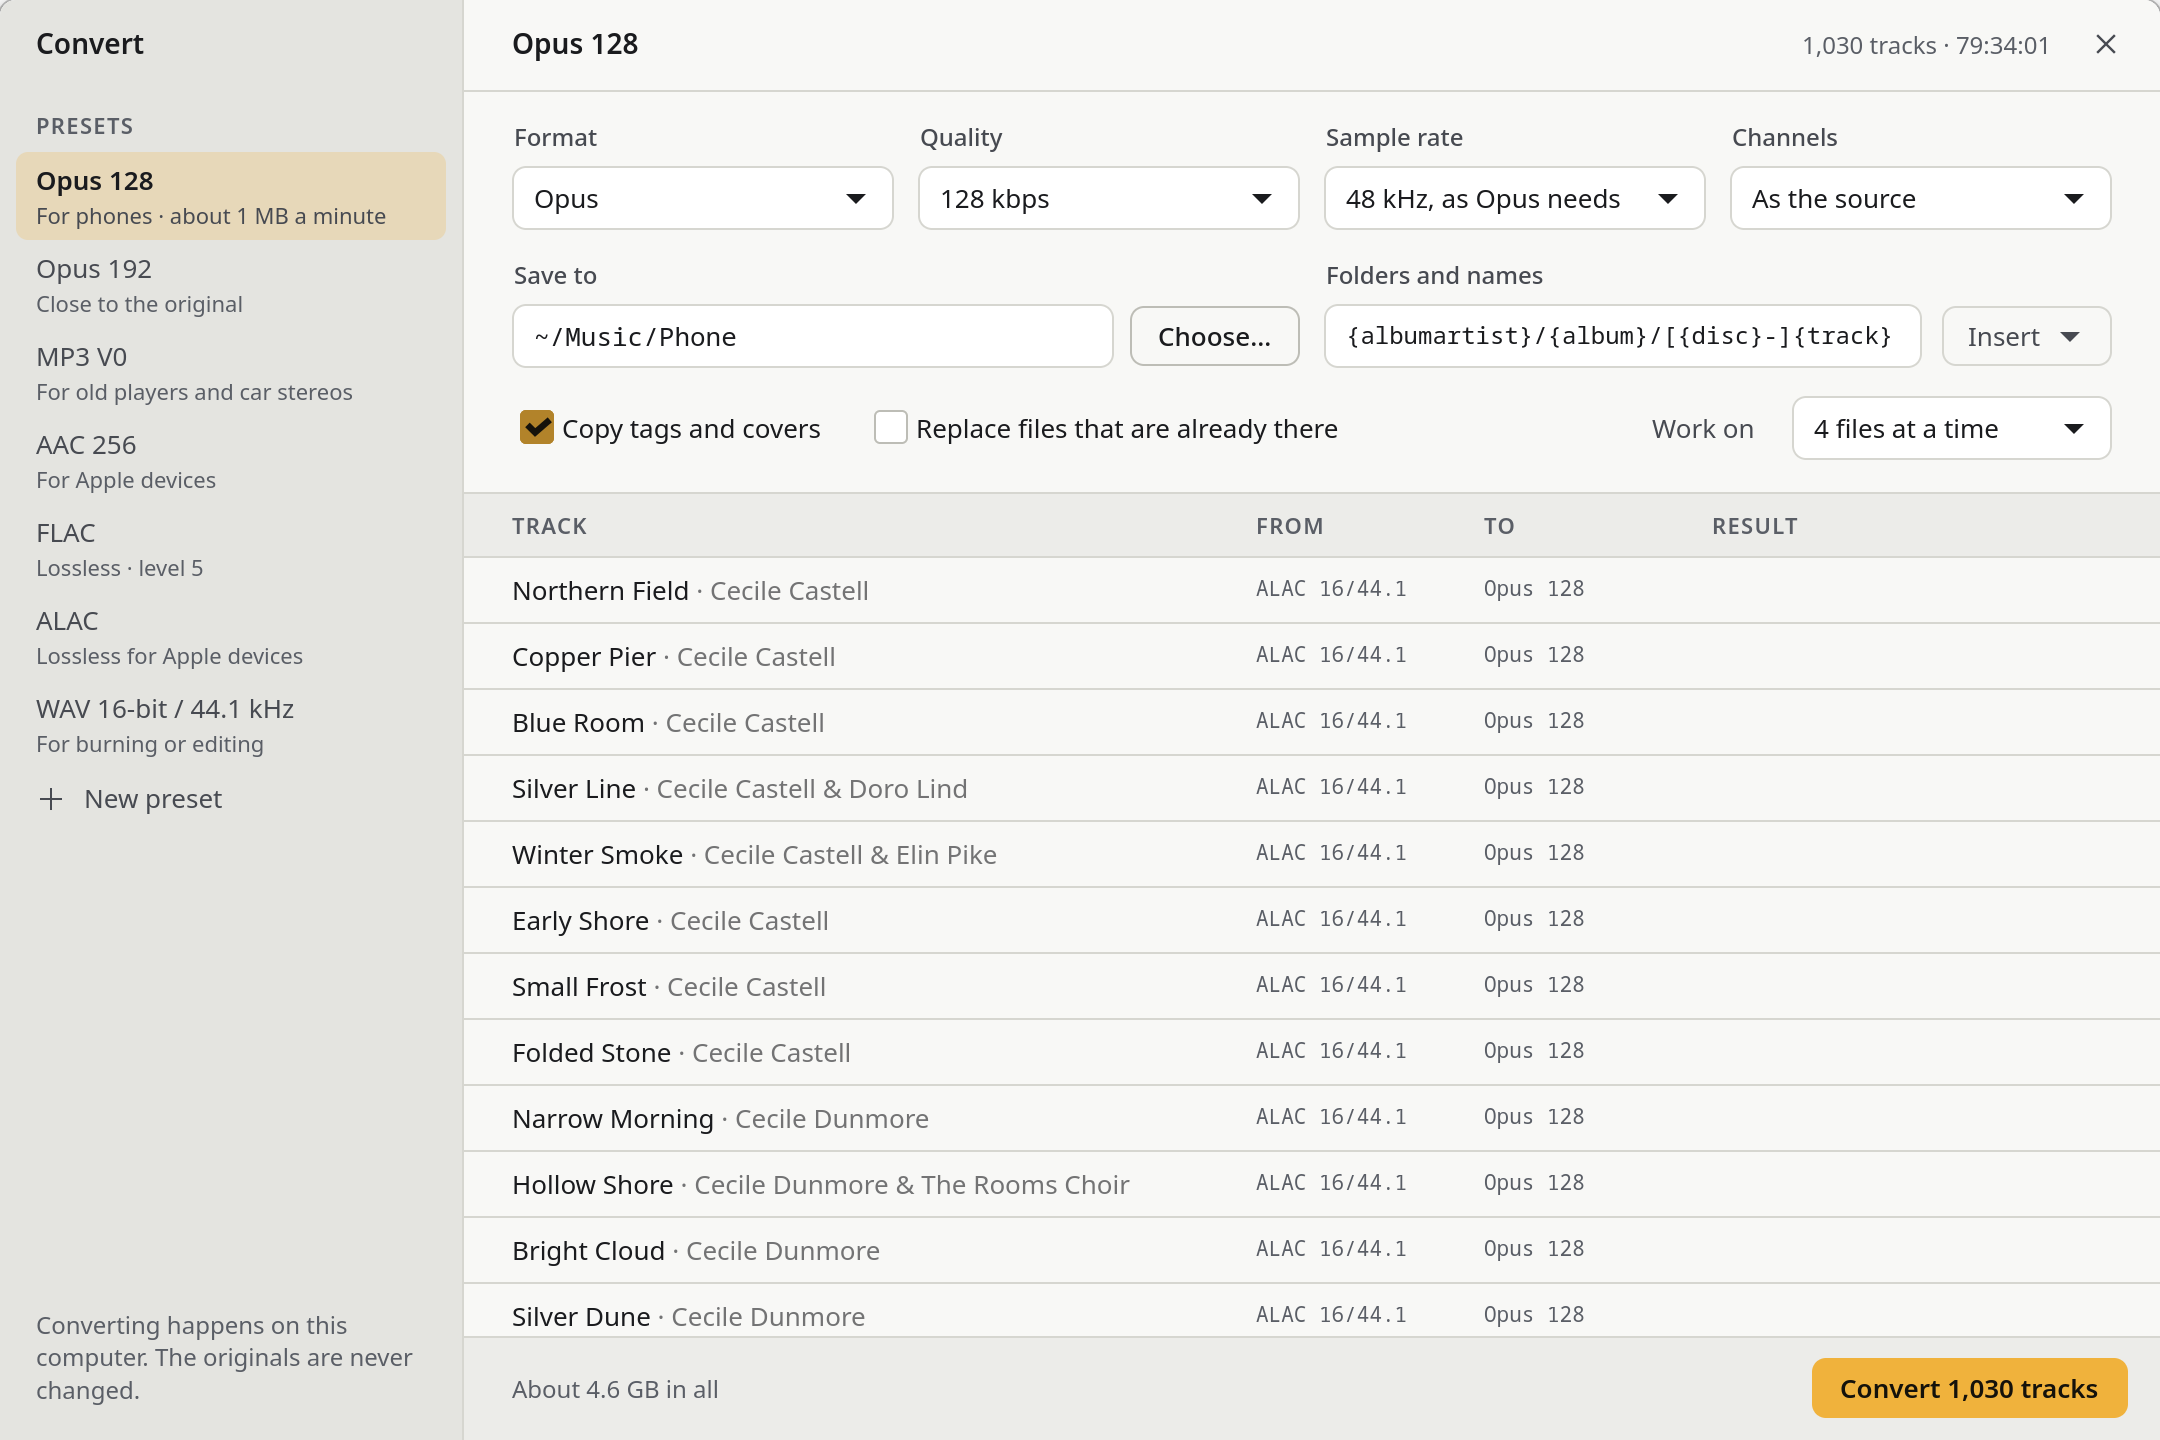 Convert
PRESETS
Opus 128
For phones · about 1 MB a minute
Opus 192
Close to the original
MP3 V0
For old players and car stereos
AAC 256
For Apple devices
FLAC
Lossless · level 5
ALAC
Lossless for Apple devices
WAV 16-bit / 44.1 kHz
For burning or editing
New preset
Converting happens on this
computer. The originals are never
changed.
Opus 128
1,030 tracks · 79:34:01
Format
Quality
Sample rate
Channels
Opus
128 kbps
48 kHz, as Opus needs
As the source
Save to
Folders and names
~/Music/Phone
Choose...
{albumartist}/{album}/[{disc}-]{track}
Insert
Copy tags and covers
Replace files that are already there
Work on
4 files at a time
TRACK FROM TO RESULT
Northern Field · Cecile Castell ALAC 16/44.1 Opus 128
Copper Pier · Cecile Castell ALAC 16/44.1 Opus 128
Blue Room · Cecile Castell ALAC 16/44.1 Opus 128
Silver Line · Cecile Castell & Doro Lind ALAC 16/44.1 Opus 128
Winter Smoke · Cecile Castell & Elin Pike ALAC 16/44.1 Opus 128
Early Shore · Cecile Castell ALAC 16/44.1 Opus 128
Small Frost · Cecile Castell ALAC 16/44.1 Opus 128
Folded Stone · Cecile Castell ALAC 16/44.1 Opus 128
Narrow Morning · Cecile Dunmore ALAC 16/44.1 Opus 128
Hollow Shore · Cecile Dunmore & The Rooms Choir ALAC 16/44.1 Opus 128
Bright Cloud · Cecile Dunmore ALAC 16/44.1 Opus 128
Silver Dune · Cecile Dunmore ALAC 16/44.1 Opus 128
About 4.6 GB in all
Convert 1,030 tracks